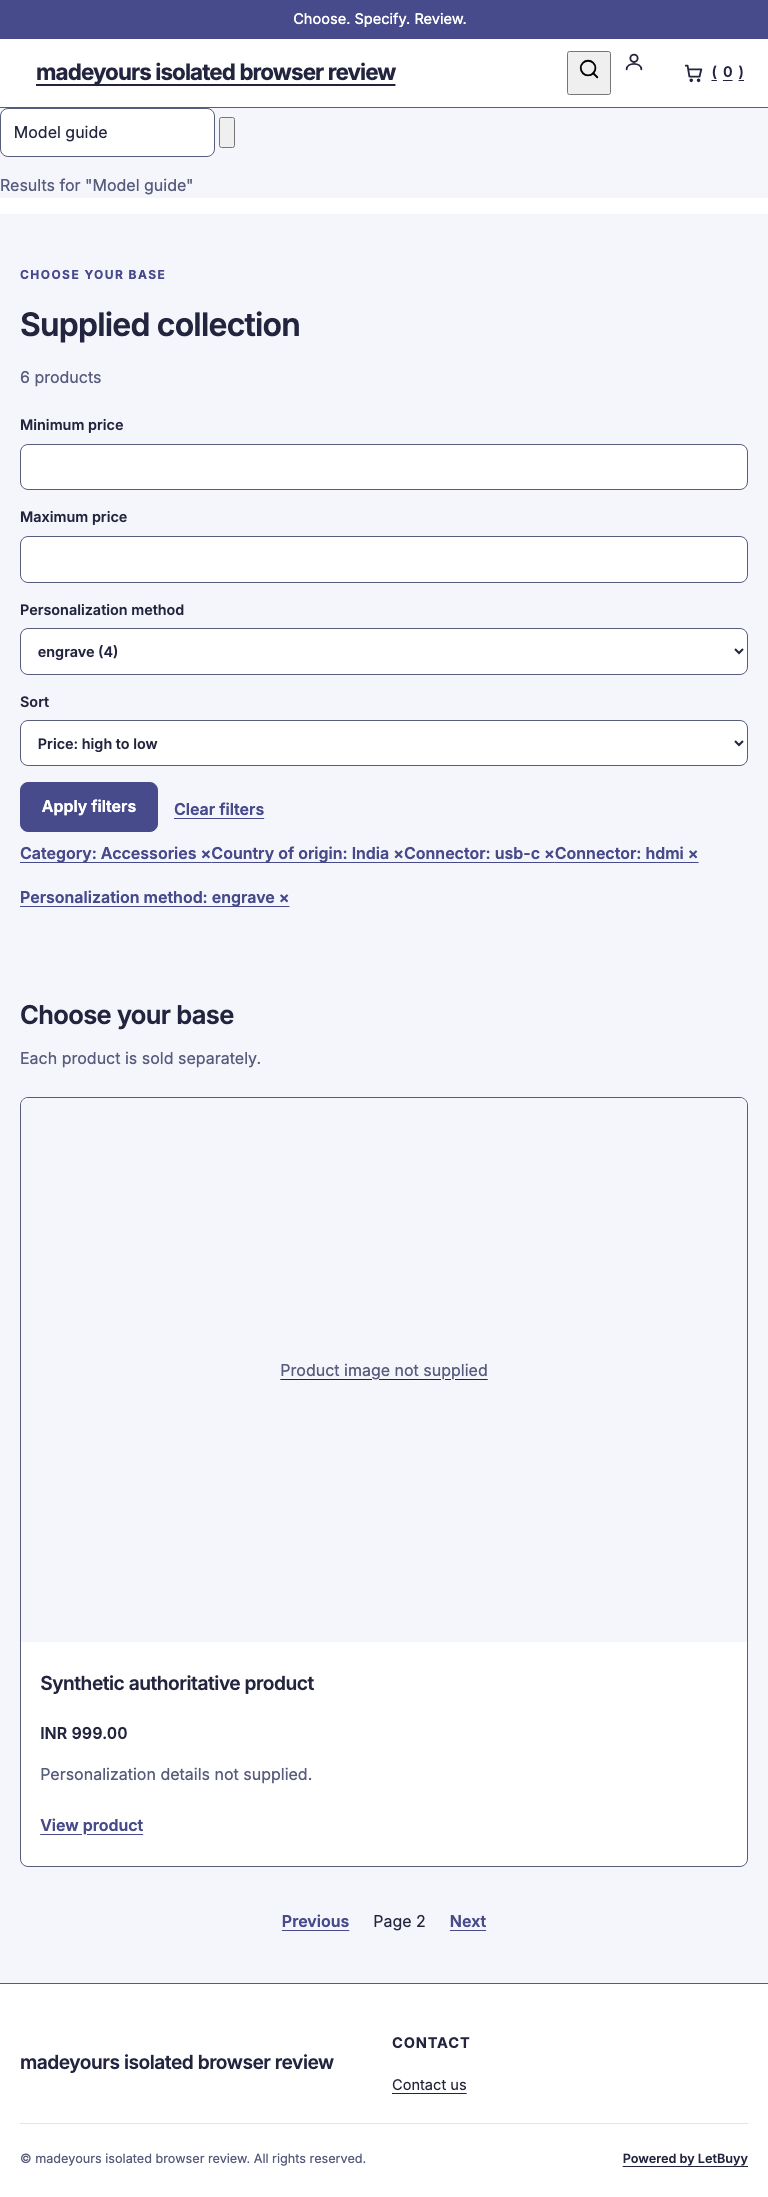 Choose. Specify. Review.
madeyours isolated browser review
( 0 )
Model guide
Results for "Model guide"
CHOOSE YOUR BASE
Supplied collection
6 products
Minimum price
Maximum price
Personalization method
engrave (4)
Sort
Price: high to low
Apply filters
Clear filters
Category: Accessories ×Country of origin: India ×Connector: usb-c ×Connector: hdmi ×
Personalization method: engrave ×
Choose your base
Each product is sold separately.
Product image not supplied
Synthetic authoritative product
INR 999.00
Personalization details not supplied.
View product
Previous Page 2 Next
madeyours isolated browser review
CONTACT
Contact us
© madeyours isolated browser review. All rights reserved.
Powered by LetBuyy